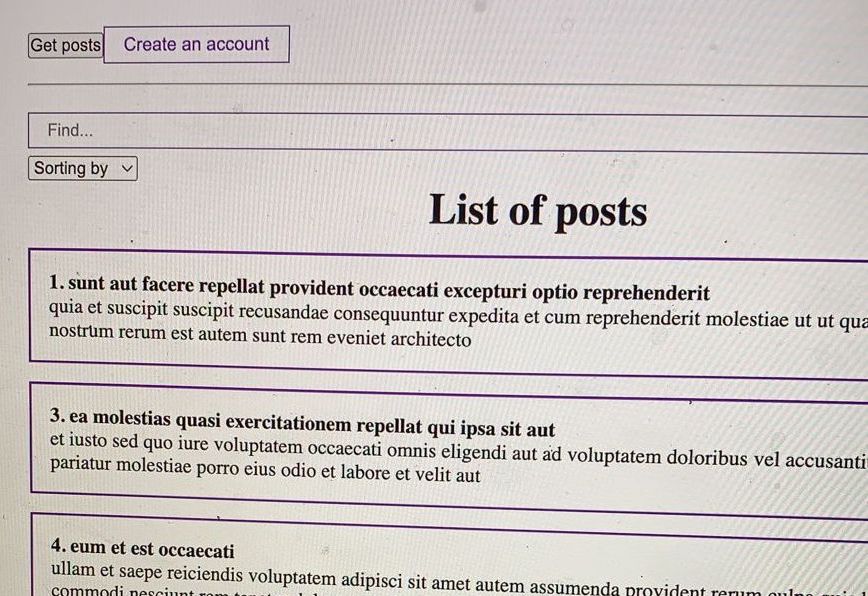 Get posts
Create an account
Find...
Sorting by
List of posts
1. sunt aut facere repellat provident occaecati excepturi optio reprehenderit
quia et suscipit suscipit recusandae consequuntur expedita et cum reprehenderit molestiae ut ut
nostrum rerum est autem sunt rem eveniet architecto
3. ea molestias quasi exercitationem repellat qui ipsa sit aut
et iusto sed quo iure voluptatem occaecati omnis eligendi aut ad voluptatem doloribus vel
pariatur molestiae porro eius odio et labore et velit aut
4. eum et est occaecati
ullam et saepe reiciendis voluptatem adipisci sit amet autem assumenda provident rerum
commodi nesciunt rem